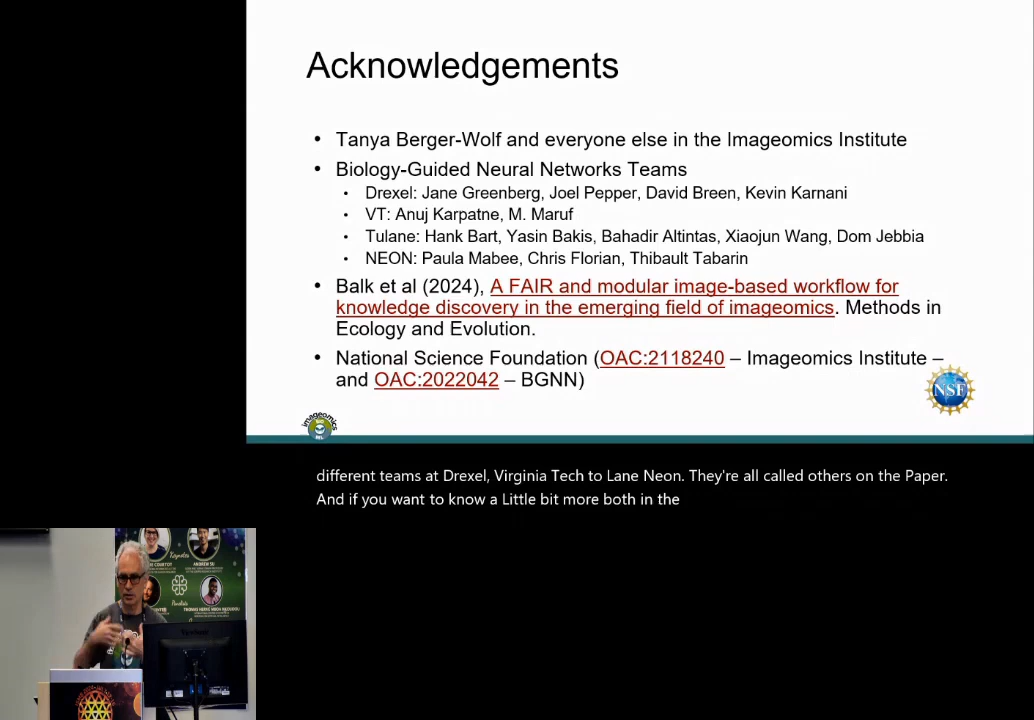 Acknowledgements
• Tanya Berger-Wolf and everyone else in the Imageomics Institute
• Biology-Guided Neural Networks Teams
• Drexel: Jane Greenberg, Joel Pepper, David Breen, Kevin Karnani
• VT: Anuj Karpatne, M. Maruf
• Tulane: Hank Bart, Yasin Bakis, Bahadir Altintas, Xiaojun Wang, Dom Jebbia
• NEON: Paula Mabee, Chris Florian, Thibault Tabarin
• Balk et al (2024), A FAIR and modular image-based workflow for
knowledge discovery in the emerging field of imageomics. Methods in
Ecology and Evolution.
• National Science Foundation (OAC:2118240 – Imageomics Institute –
and OAC:2022042 – BGNN)
NSF
imageomics
different teams at Drexel, Virginia Tech to Lane Neon. They're all called others on the Paper.
And if you want to know a Little bit more both in the
Keynotes
ANDREW SU